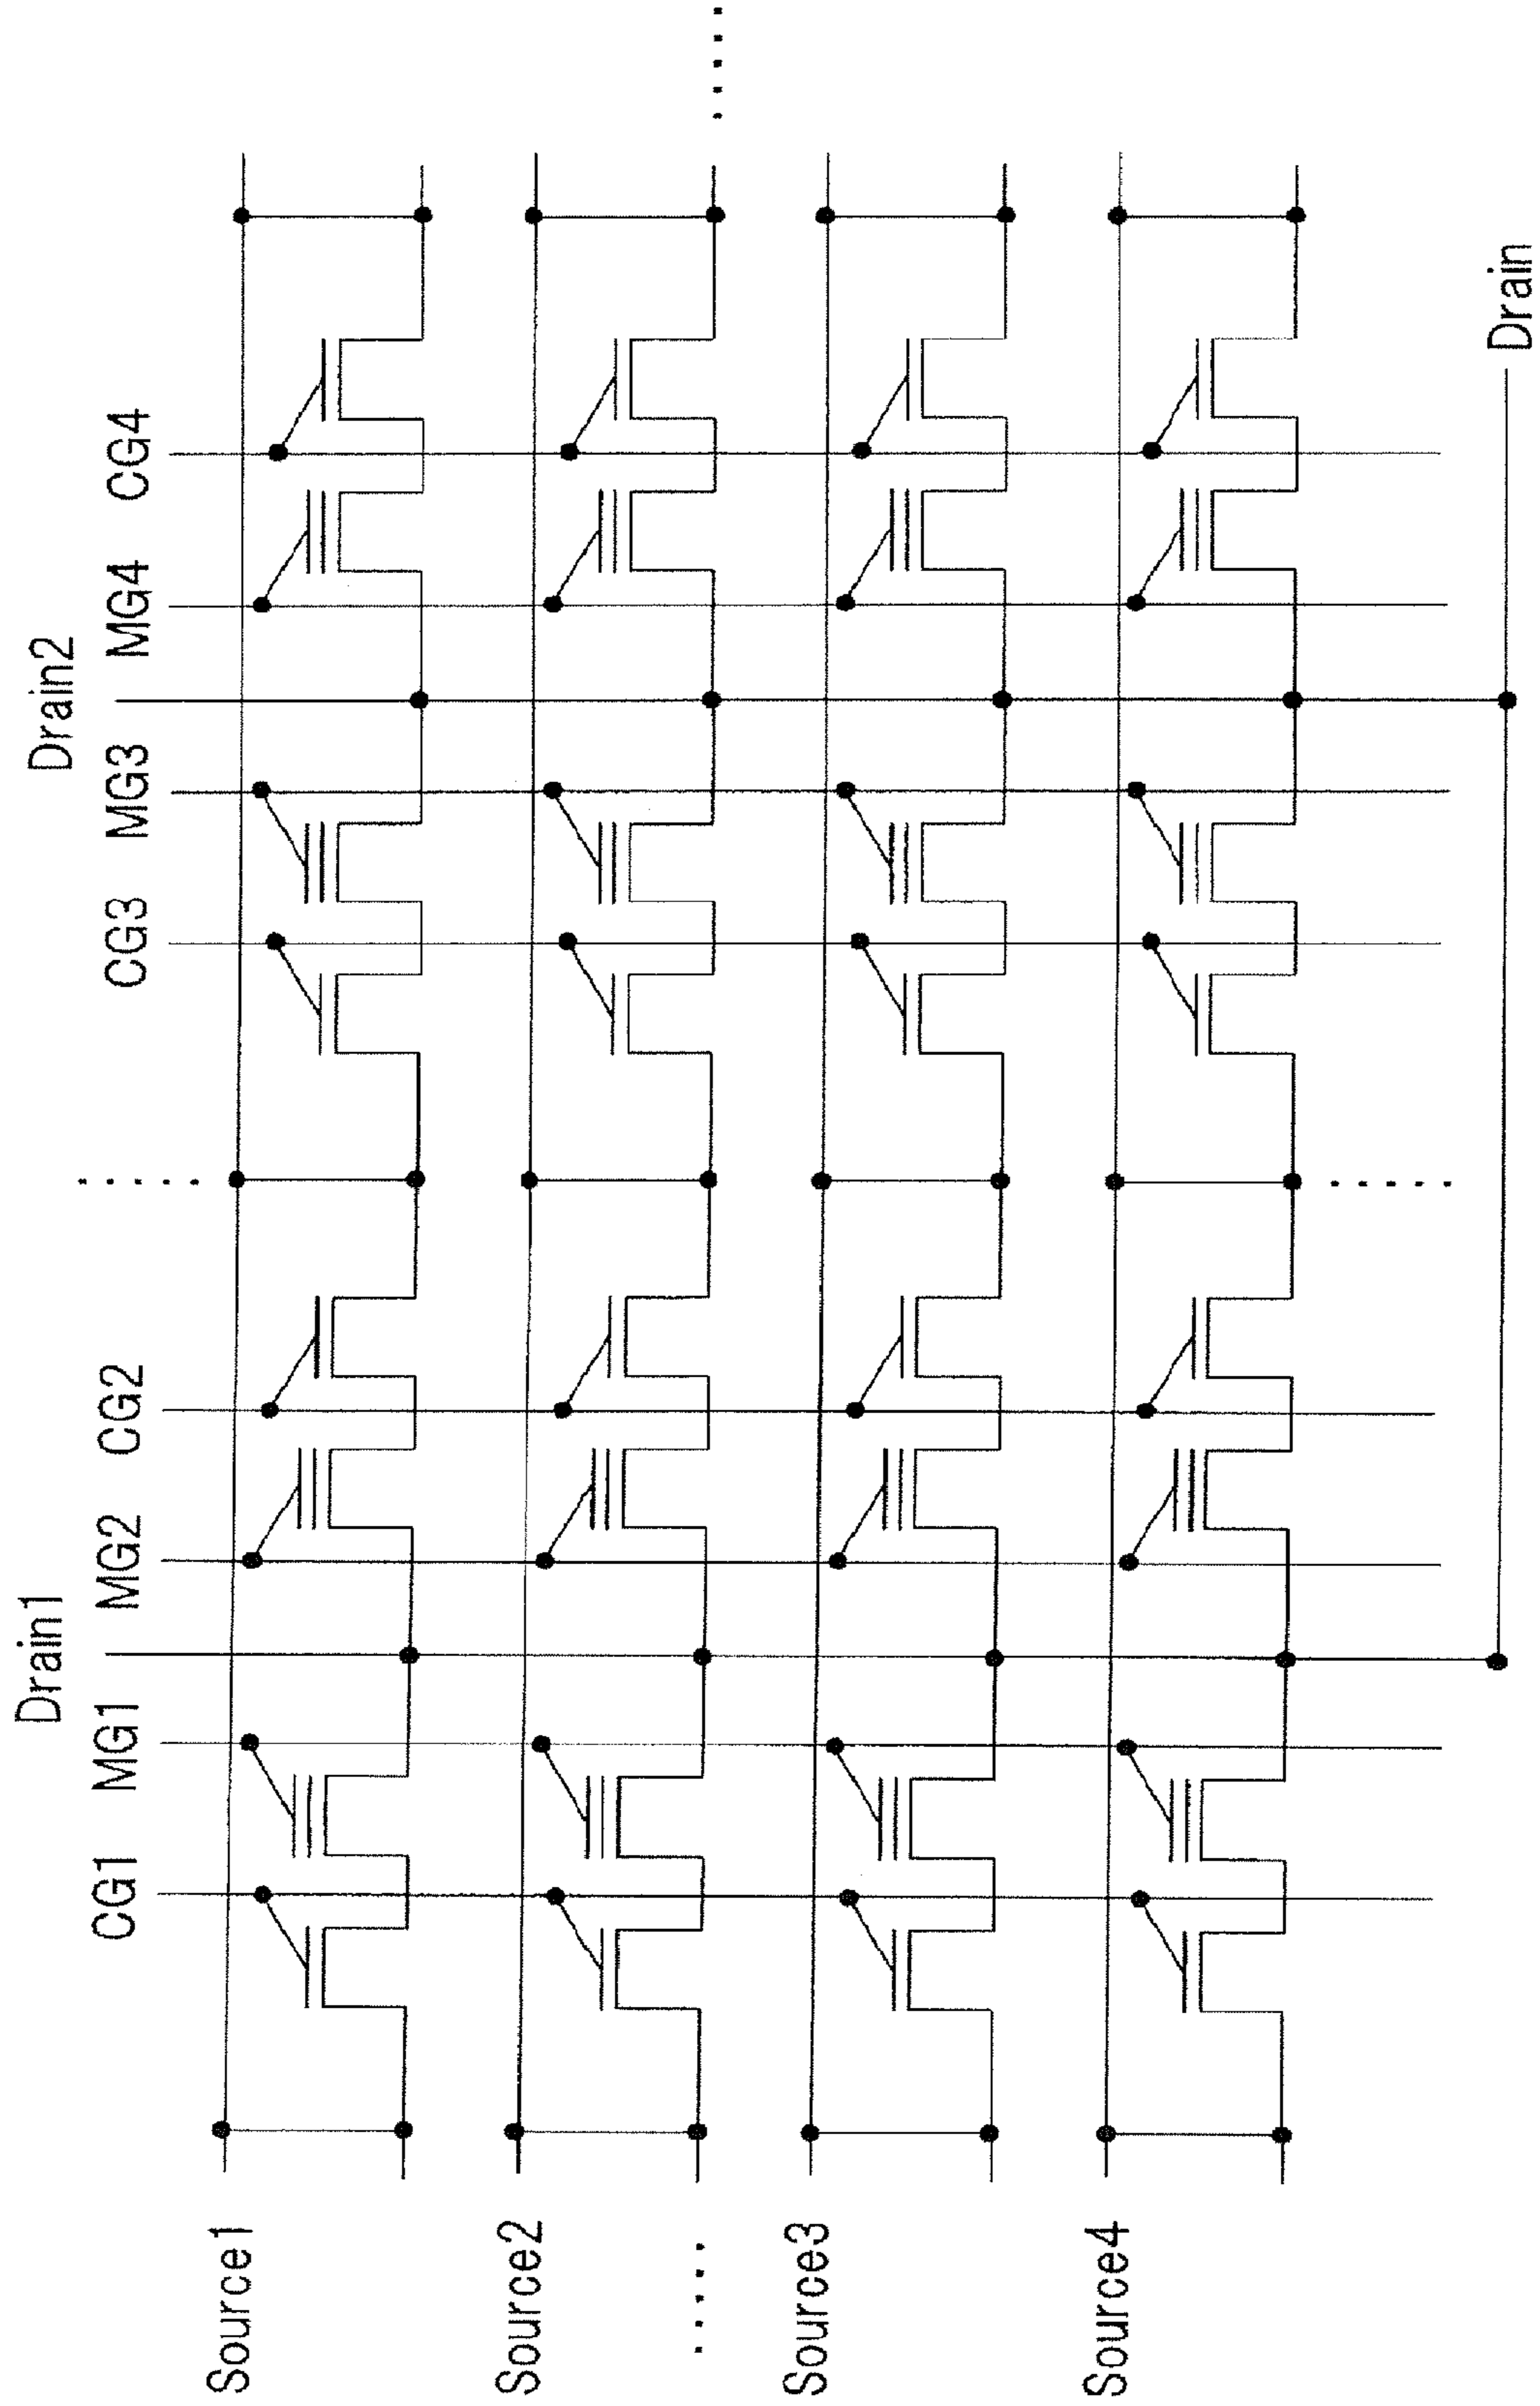 Drain1 Drain2
CG1 MG1 MG2 CG2 CG3 MG3 MG4 CG4
Source1
Source2
Source3
Source4
Drain